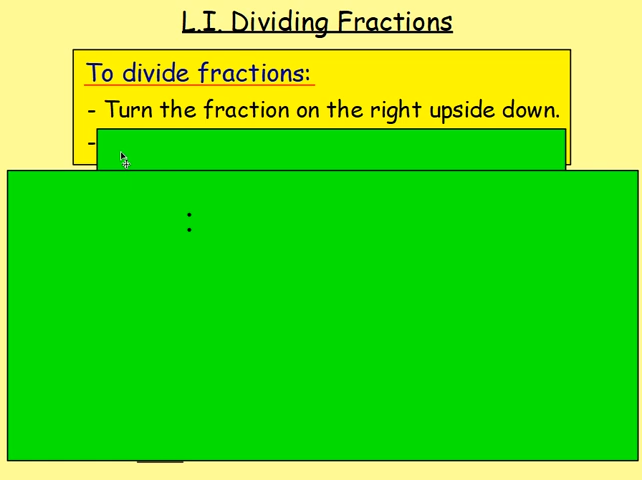 L.I. Dividing Fractions
To divide fractions:
- Turn the fraction on the right upside down.
-
: